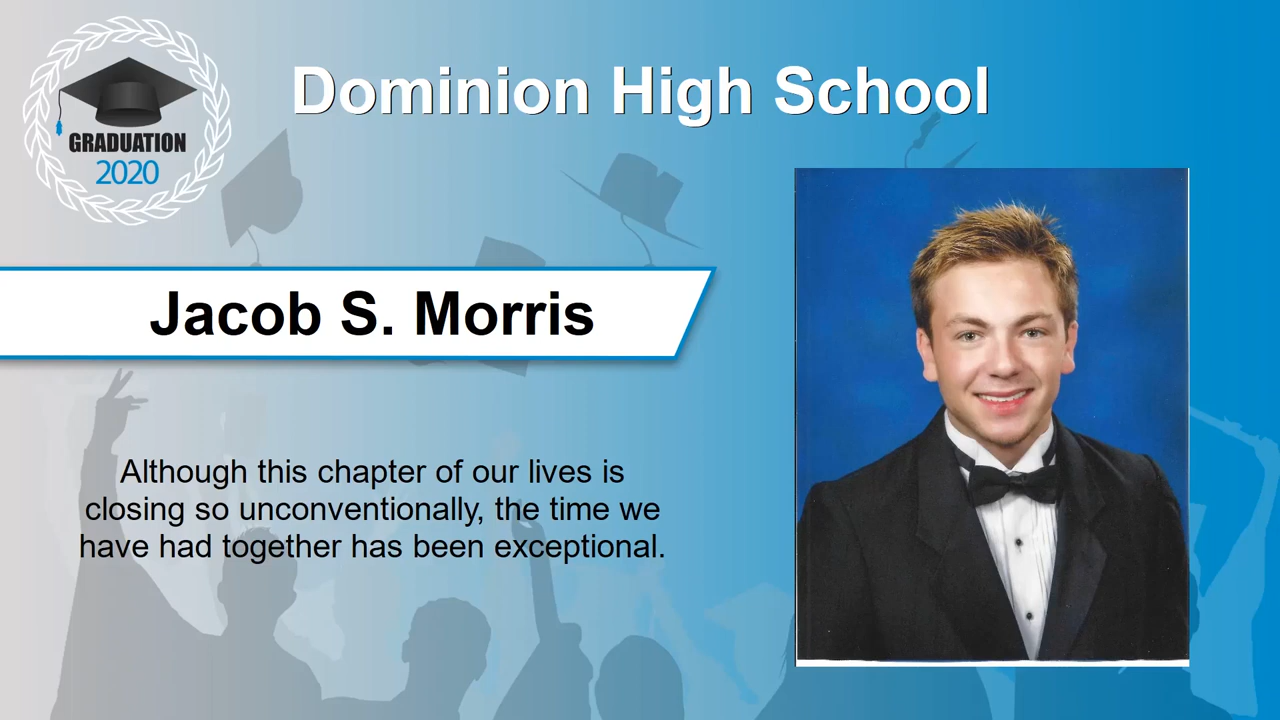 GRADUATION
2020
Dominion High School
Jacob S. Morris
Although this chapter of our lives is
closing so unconventionally, the time we
have had together has been exceptional.